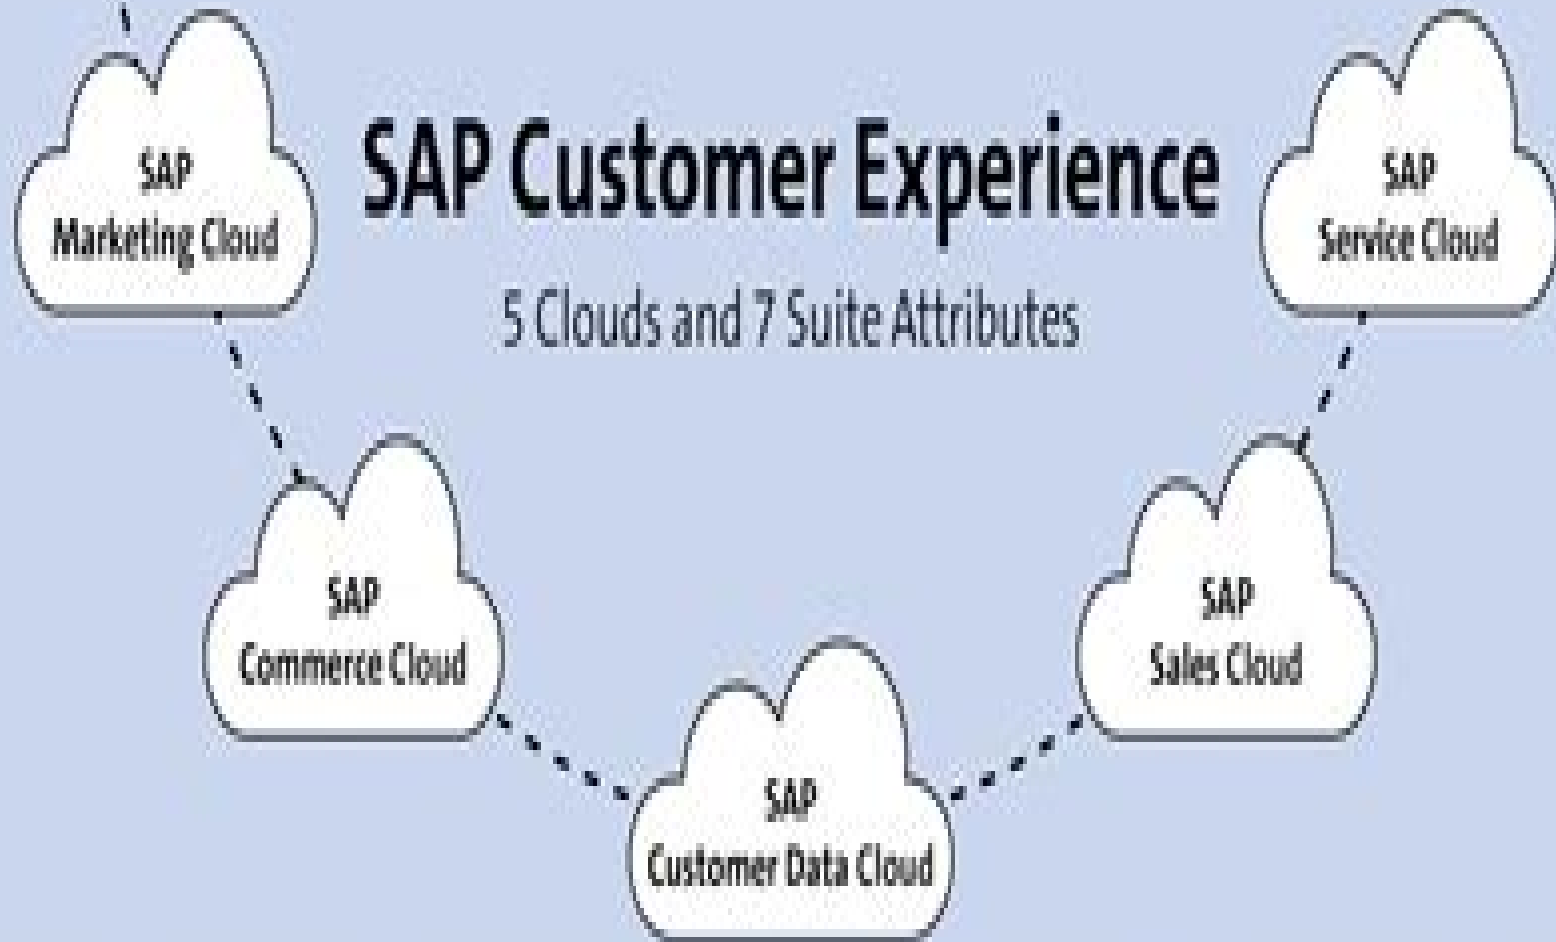 SAP
Marketing Cloud
SAP Customer Experience
5 Clouds and 7 Suite Attributes
SAP
Service Cloud
SAP
Commerce Cloud
SAP
Sales Cloud
SAP
Customer Data Cloud